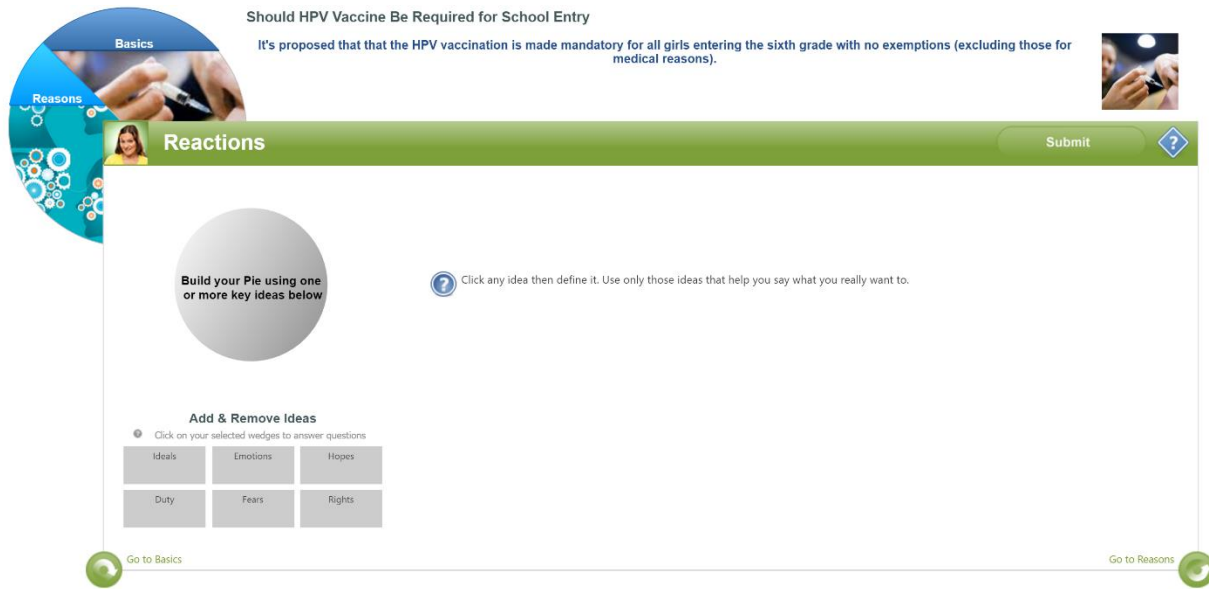 Should HPV Vaccine Be Required for School Entry
It's proposed that that the HPV vaccination is made mandatory for all girls entering the sixth grade with no exemptions (excluding those for
medical reasons).
Basics
Reasons
Reactions
Submit
?
Build your Pie using one
or more key ideas below
? Click any idea then define it. Use only those ideas that help you say what you really want to.
Add & Remove Ideas
? Click on your selected wedges to answer questions
Ideals Emotions Hopes
Duty Fears Rights
Go to Basics
Go to Reasons